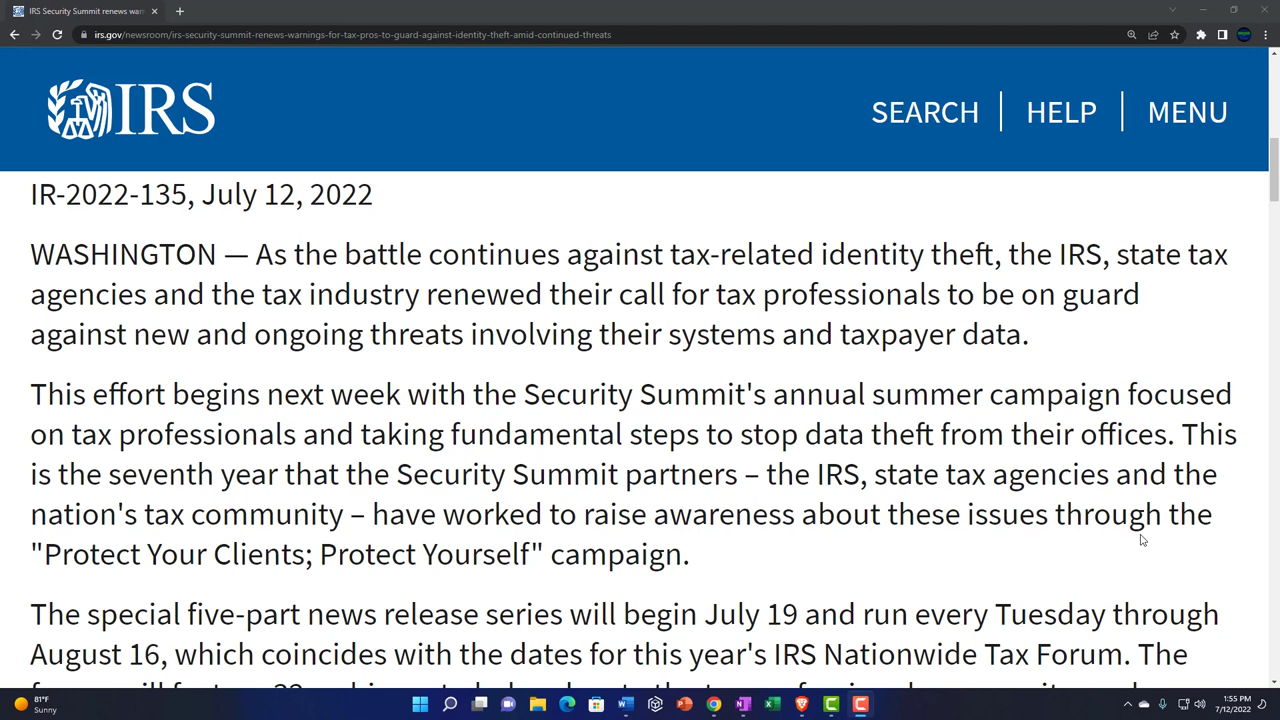 IRS Security Summit renews war
irs.gov/newsroom/irs-security-summit-renews-warnings-for-tax-pros-to-guard-against-identity-theft-amid-continued-threats
IRS
SEARCH
HELP
MENU
IR-2022-135, July 12, 2022
WASHINGTON — As the battle continues against tax-related identity theft, the IRS, state tax
agencies and the tax industry renewed their call for tax professionals to be on guard
against new and ongoing threats involving their systems and taxpayer data.
This effort begins next week with the Security Summit's annual summer campaign focused
on tax professionals and taking fundamental steps to stop data theft from their offices. This
is the seventh year that the Security Summit partners – the IRS, state tax agencies and the
nation's tax community – have worked to raise awareness about these issues through the
"Protect Your Clients; Protect Yourself" campaign.
The special five-part news release series will begin July 19 and run every Tuesday through
August 16, which coincides with the dates for this year's IRS Nationwide Tax Forum. The
81°F
Sunny
1:55 PM
7/12/2022